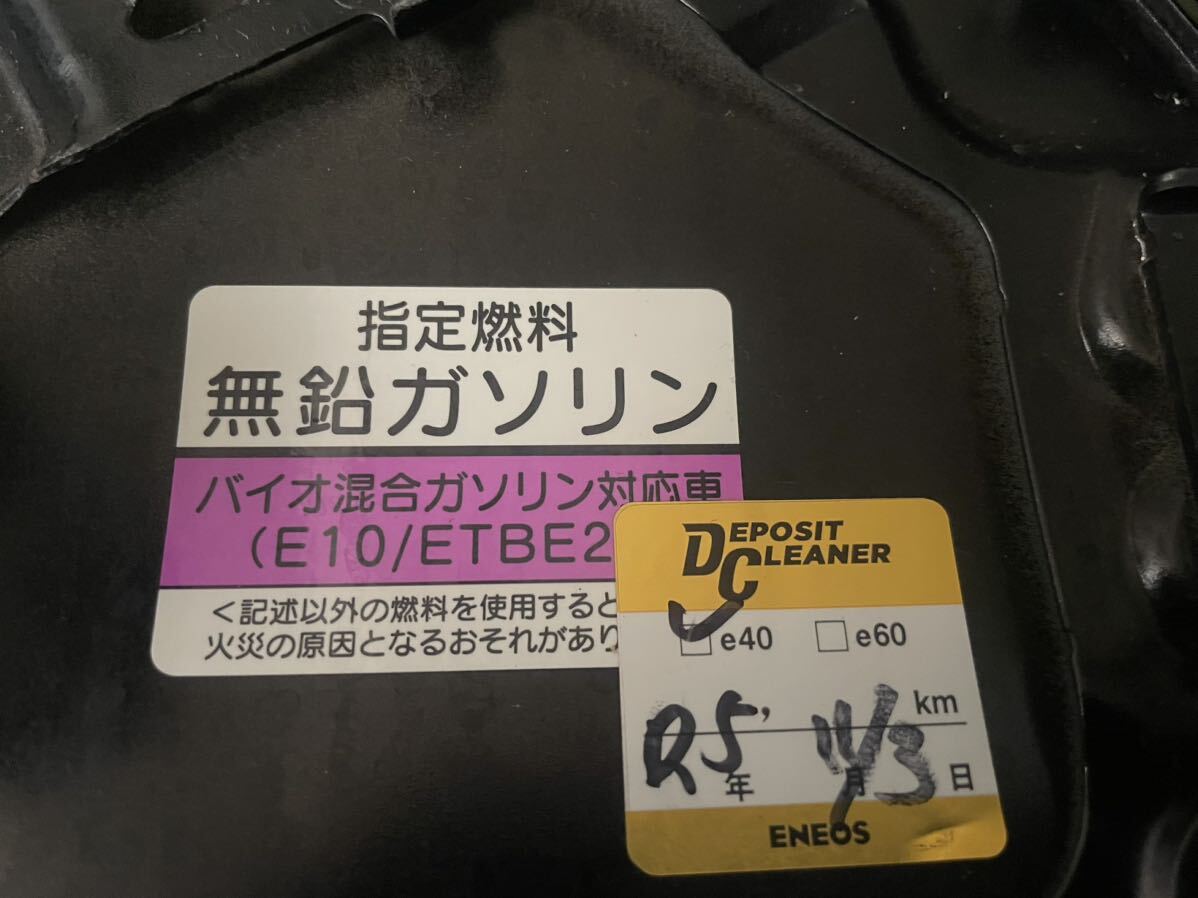 指定燃料
無鉛ガソリン
バイオ混合ガソリン対応車
(E10/ETBE2
<記述以外の燃料を使用すると
火災の原因となるおそれがあり
DEPOSIT
CLEANER
e40 e60
km
R5' 年 11/3 月 日
ENEOS